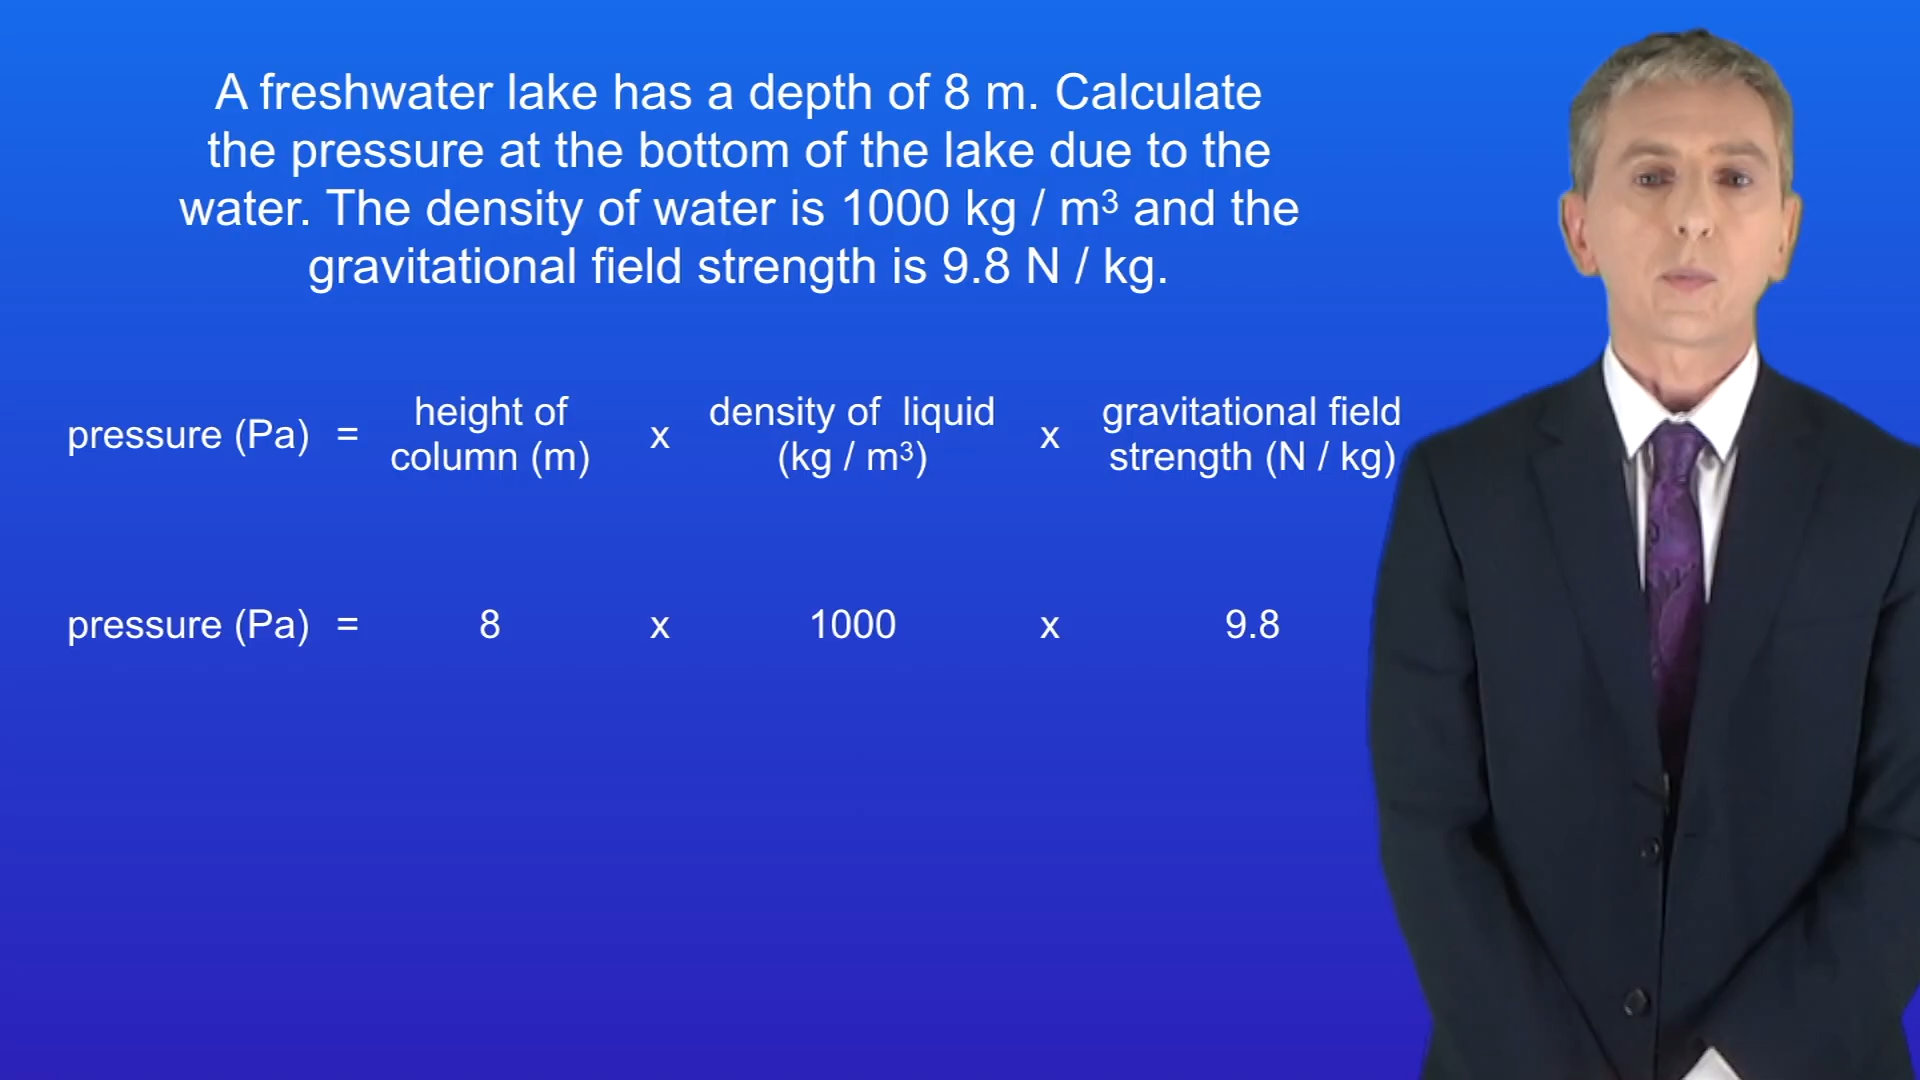 A freshwater lake has a depth of 8 m. Calculate
the pressure at the bottom of the lake due to the
water. The density of water is 1000 kg / m³ and the
gravitational field strength is 9.8 N / kg.
pressure (Pa) = height of column (m) x density of liquid (kg / m³) x gravitational field strength (N / kg)
pressure (Pa) = 8 x 1000 x 9.8